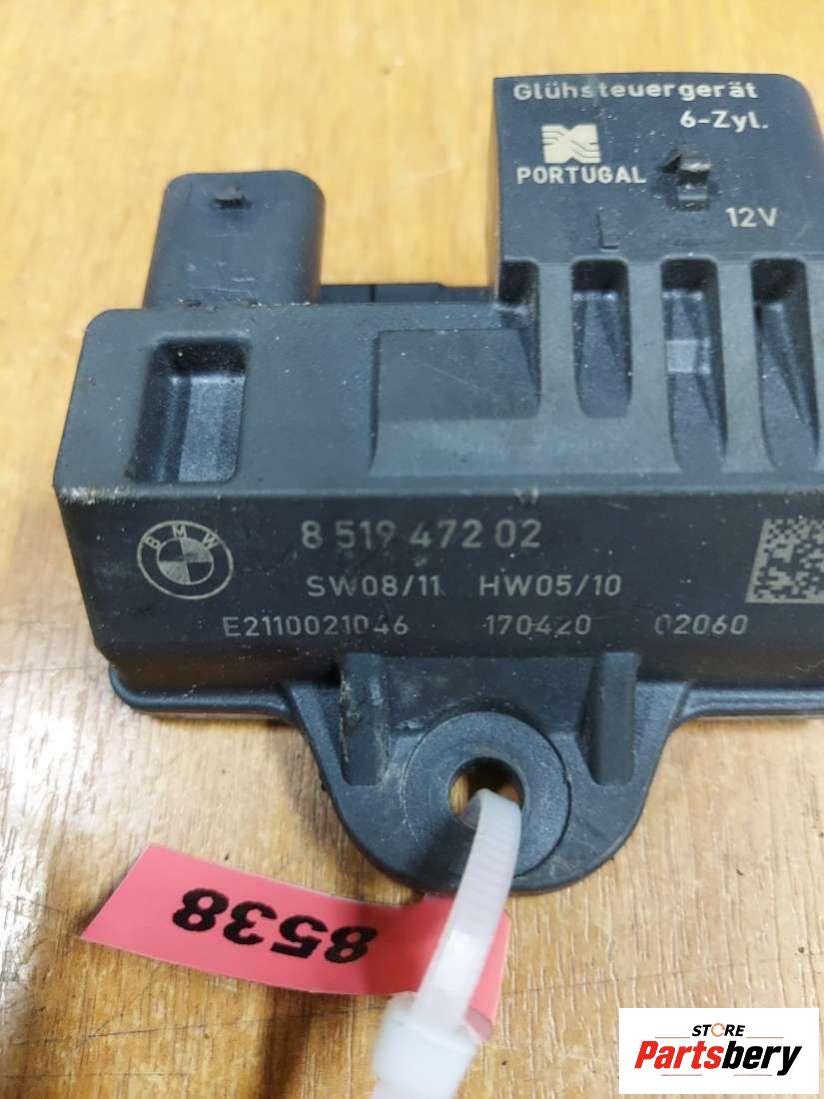 Glühsteuergerät
6-Zyl.
PORTUGAL
12V
L
BMW
8 519 472 02
SW08/11 HW05/10
E2110021046 170420 02060
8538
STORE
Partsbery